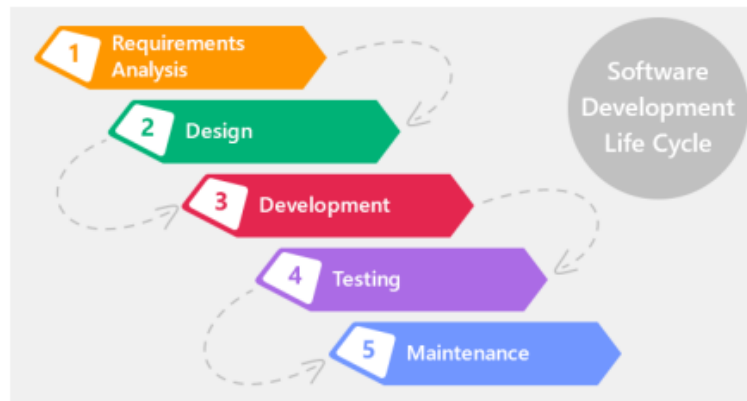 1
Requirements
Analysis
2
Design
3
Development
4
Testing
5
Maintenance
Software
Development
Life Cycle